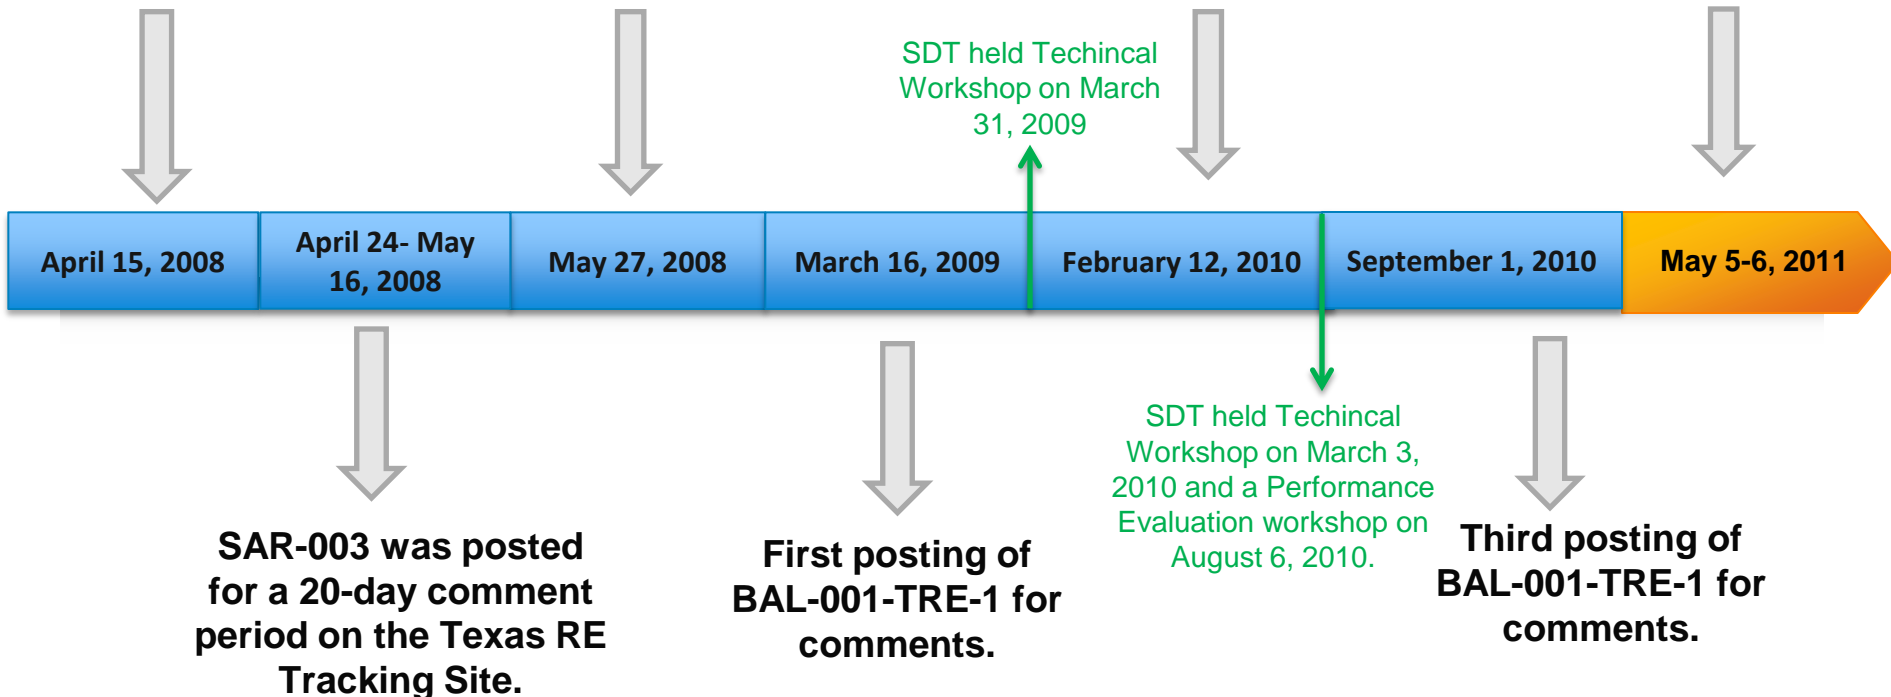 SDT held Techincal
Workshop on March
31, 2009
April 15, 2008
April 24- May
16, 2008
May 27, 2008
March 16, 2009
February 12, 2010
September 1, 2010
May 5-6, 2011
SAR-003 was posted
for a 20-day comment
period on the Texas RE
Tracking Site.
First posting of
BAL-001-TRE-1 for
comments.
SDT held Techincal
Workshop on March 3,
2010 and a Performance
Evaluation workshop on
August 6, 2010.
Third posting of
BAL-001-TRE-1 for
comments.